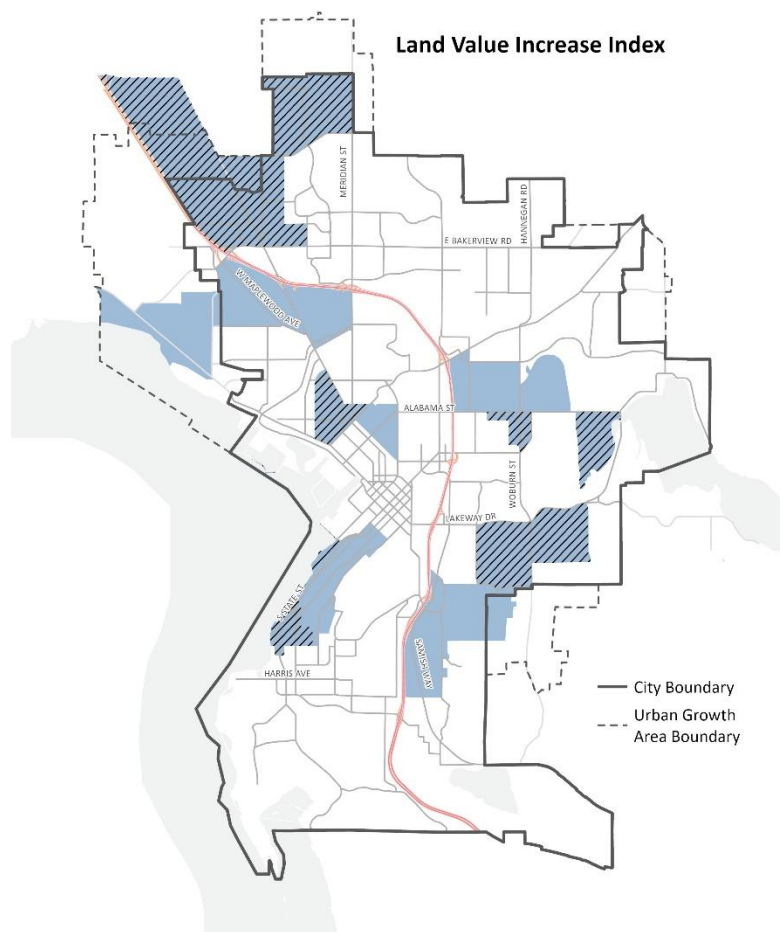 Land Value Increase Index
MERIDIAN ST
HANNEGAN RD
E BAKERVIEW RD
W MAPLEWOOD AVE
ALABAMA ST
WOBURN ST
LAKEWAY DR
S STATE ST
SAMISH WAY
HARRIS AVE
City Boundary
Urban Growth
Area Boundary